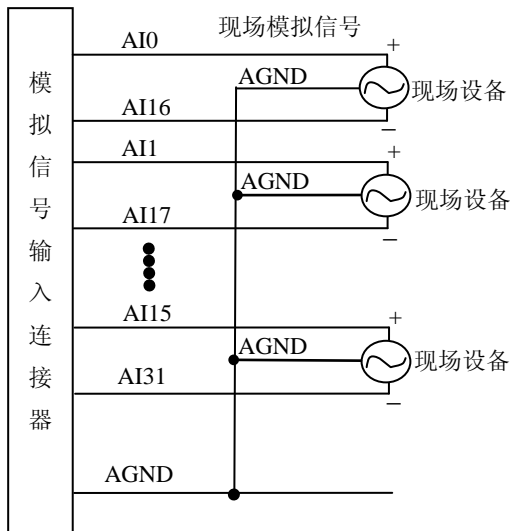 模拟信号输入连接器
现场模拟信号
AI0
+
AGND
现场设备
AI16
−
AI1
+
AGND
现场设备
AI17
−
AI15
+
AGND
现场设备
AI31
−
AGND